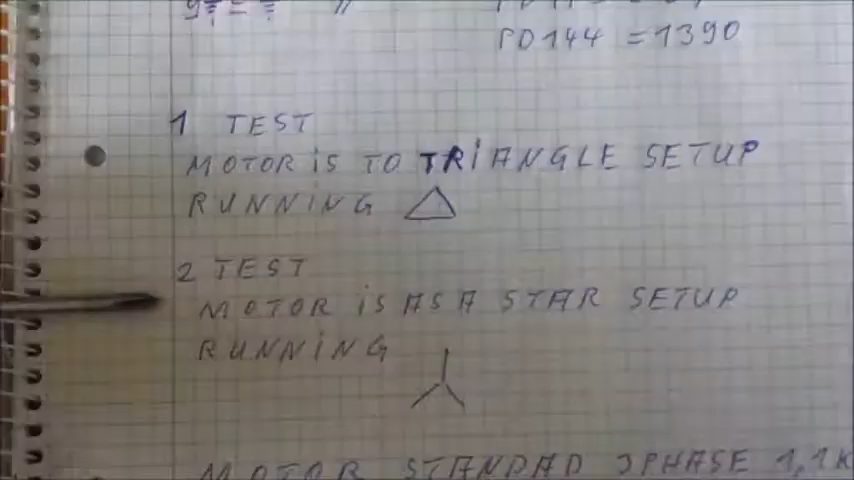 PD144 = 1390
1 TEST
MOTOR iS TO TRiANGLE SETUP
RUNNiNG
2 TEST
MOTOR iS AS A STAR SETUP
RUNNiNG
MOTOR STANDAD 3PHASE 1,1K